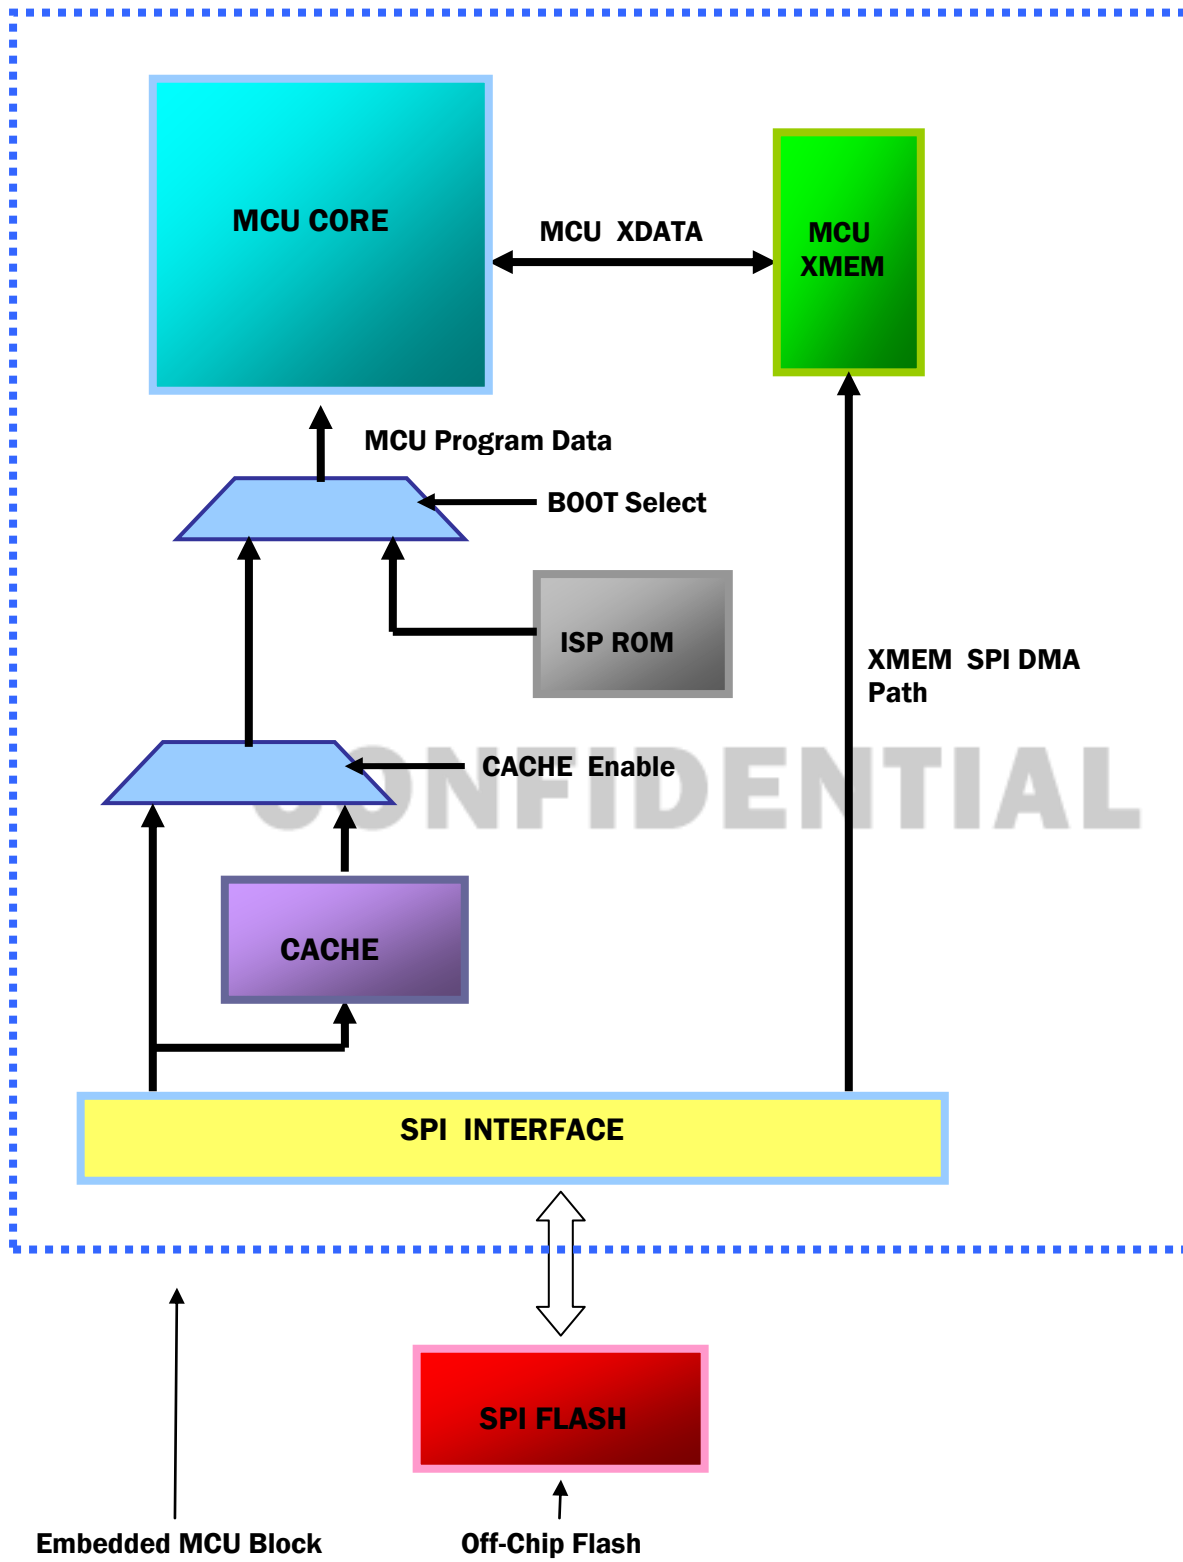 MCU CORE
MCU XDATA
MCU
XMEM
MCU Program Data
BOOT Select
ISP ROM
XMEM SPI DMA
Path
CACHE Enable
CONFIDENTIAL
CACHE
SPI INTERFACE
SPI FLASH
Embedded MCU Block
Off-Chip Flash